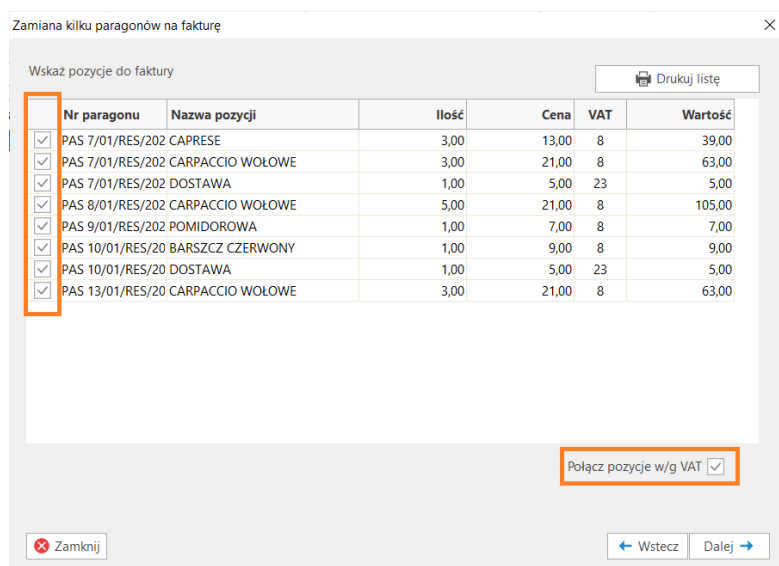 Zamiana kilku paragonów na fakturę
Wskaż pozycje do faktury
Drukuj listę
Nr paragonu Nazwa pozycji Ilość Cena VAT Wartość
PAS 7/01/RES/202 CAPRESE 3,00 13,00 8 39,00
PAS 7/01/RES/202 CARPACCIO WOŁOWE 3,00 21,00 8 63,00
PAS 7/01/RES/202 DOSTAWA 1,00 5,00 23 5,00
PAS 8/01/RES/202 CARPACCIO WOŁOWE 5,00 21,00 8 105,00
PAS 9/01/RES/202 POMIDOROWA 1,00 7,00 8 7,00
PAS 10/01/RES/20 BARSZCZ CZERWONY 1,00 9,00 8 9,00
PAS 10/01/RES/20 DOSTAWA 1,00 5,00 23 5,00
PAS 13/01/RES/20 CARPACCIO WOŁOWE 3,00 21,00 8 63,00
Połącz pozycje w/g VAT
Zamknij
Wstecz
Dalej